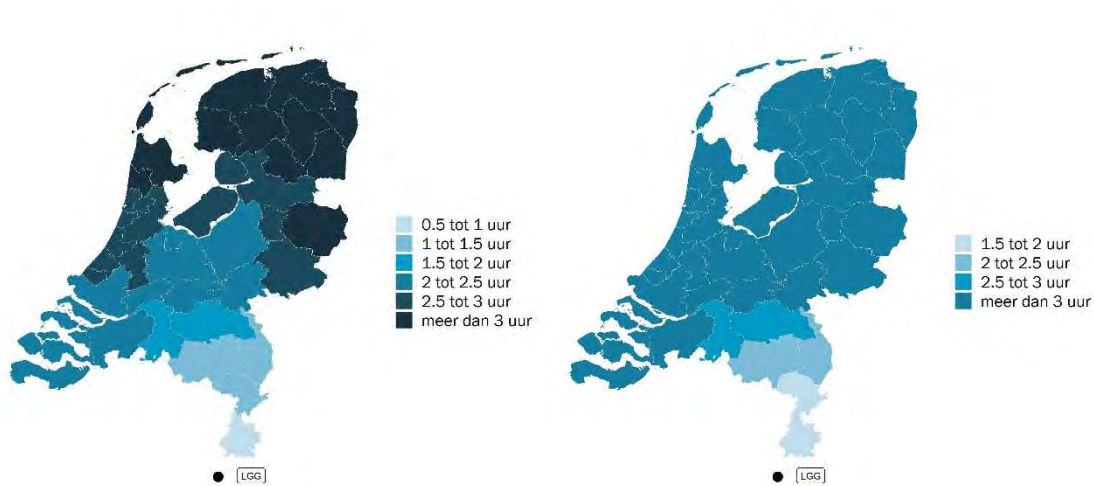 0.5 tot 1 uur
1 tot 1.5 uur
1.5 tot 2 uur
2 tot 2.5 uur
2.5 tot 3 uur
meer dan 3 uur
LGG
1.5 tot 2 uur
2 tot 2.5 uur
2.5 tot 3 uur
meer dan 3 uur
LGG